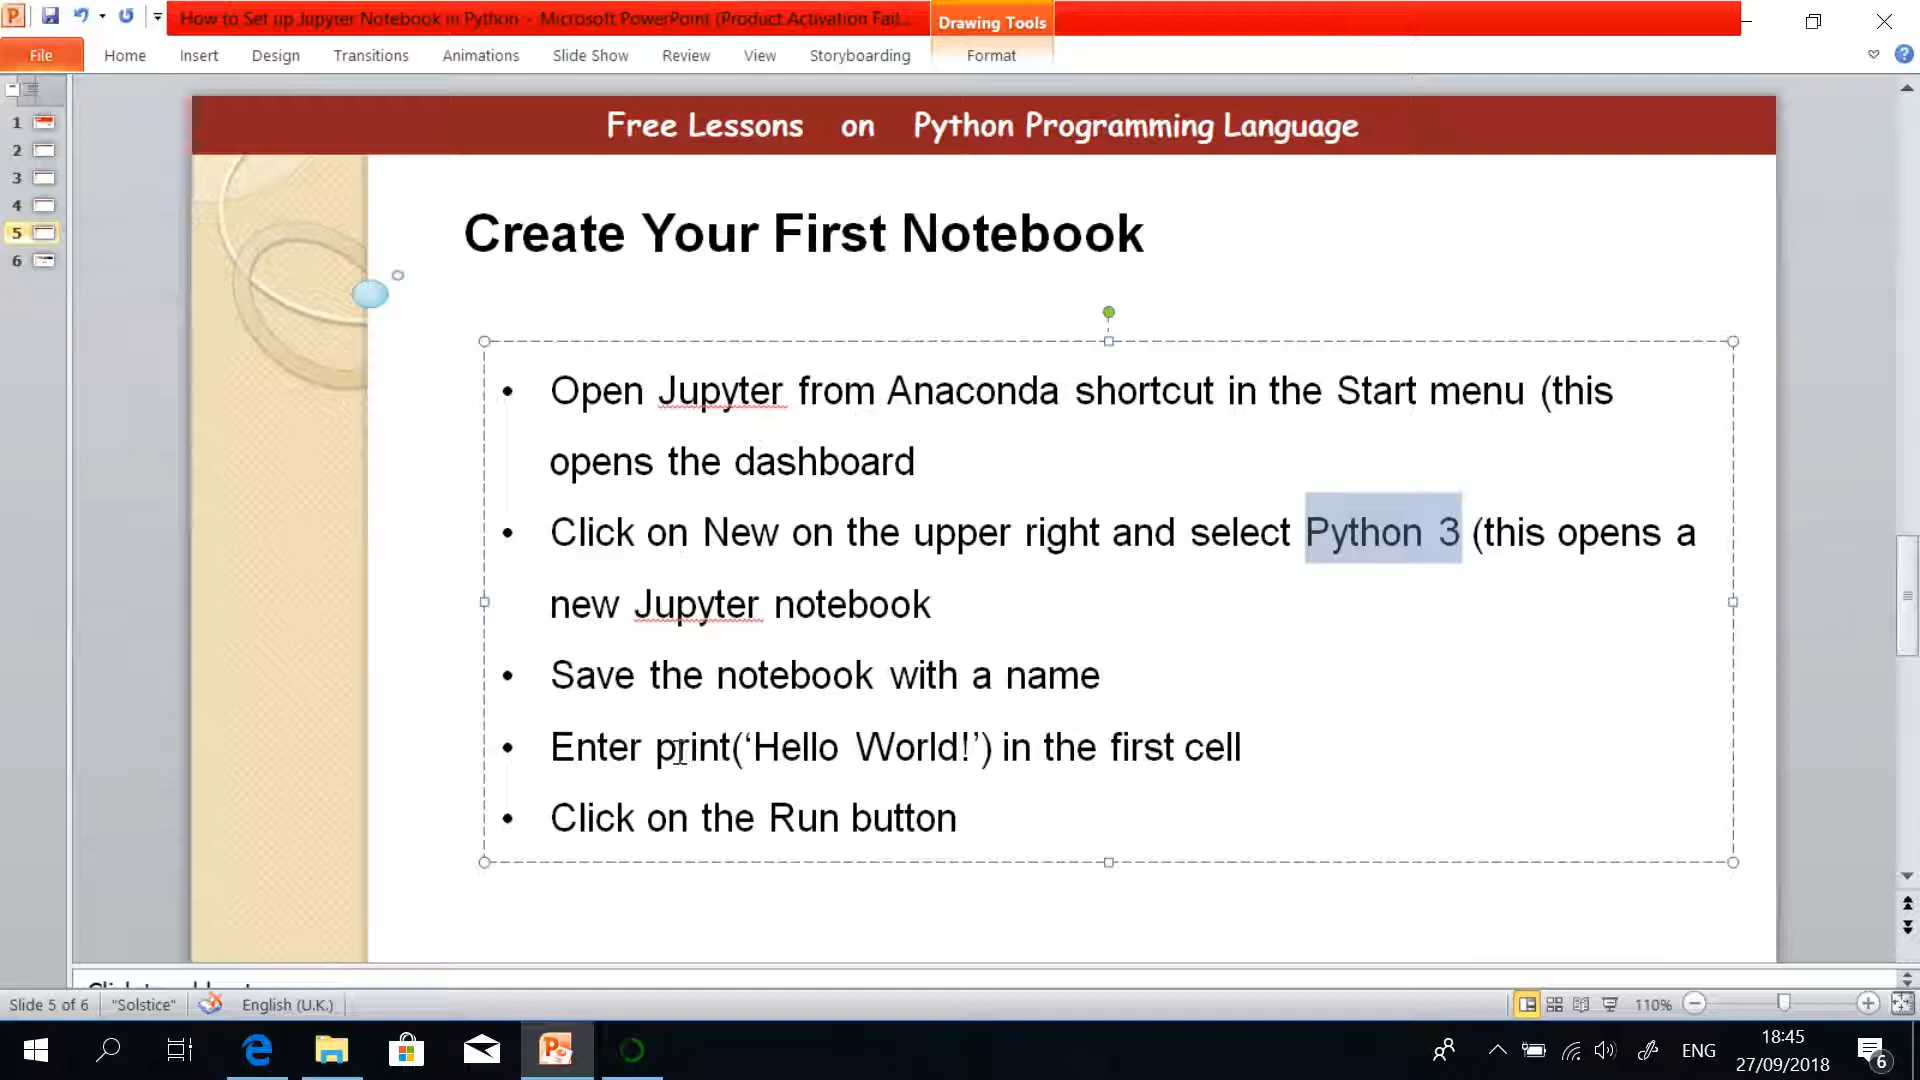 How to Set up Jupyter Notebook in Python - Microsoft PowerPoint (Product Activation Fail...
Drawing Tools
File
Home
Insert
Design
Transitions
Animations
Slide Show
Review
View
Storyboarding
Format
1
2
3
4
5
6
Free Lessons on Python Programming Language
Create Your First Notebook
• Open Jupyter from Anaconda shortcut in the Start menu (this
opens the dashboard
• Click on New on the upper right and select Python 3 (this opens a
new Jupyter notebook
• Save the notebook with a name
• Enter print(‘Hello World!’) in the first cell
• Click on the Run button
Slide 5 of 6
"Solstice"
English (U.K.)
110%
ENG
18:45
27/09/2018
6